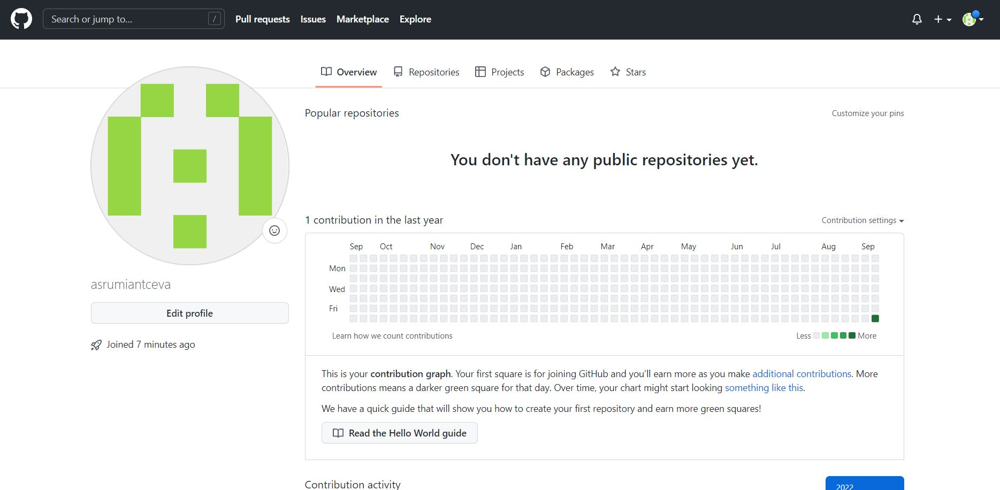 Search or jump to...
/
Pull requests
Issues
Marketplace
Explore
Overview
Repositories
Projects
Packages
Stars
asrumiantceva
Edit profile
Joined 7 minutes ago
Popular repositories
Customize your pins
You don't have any public repositories yet.
1 contribution in the last year
Contribution settings
Sep Oct Nov Dec Jan Feb Mar Apr May Jun Jul Aug Sep
Mon
Wed
Fri
Learn how we count contributions
Less
More
This is your contribution graph. Your first square is for joining GitHub and you’ll earn more as you make additional contributions. More
contributions means a darker green square for that day. Over time, your chart might start looking something like this.
We have a quick guide that will show you how to create your first repository and earn more green squares!
Read the Hello World guide
Contribution activity
2022